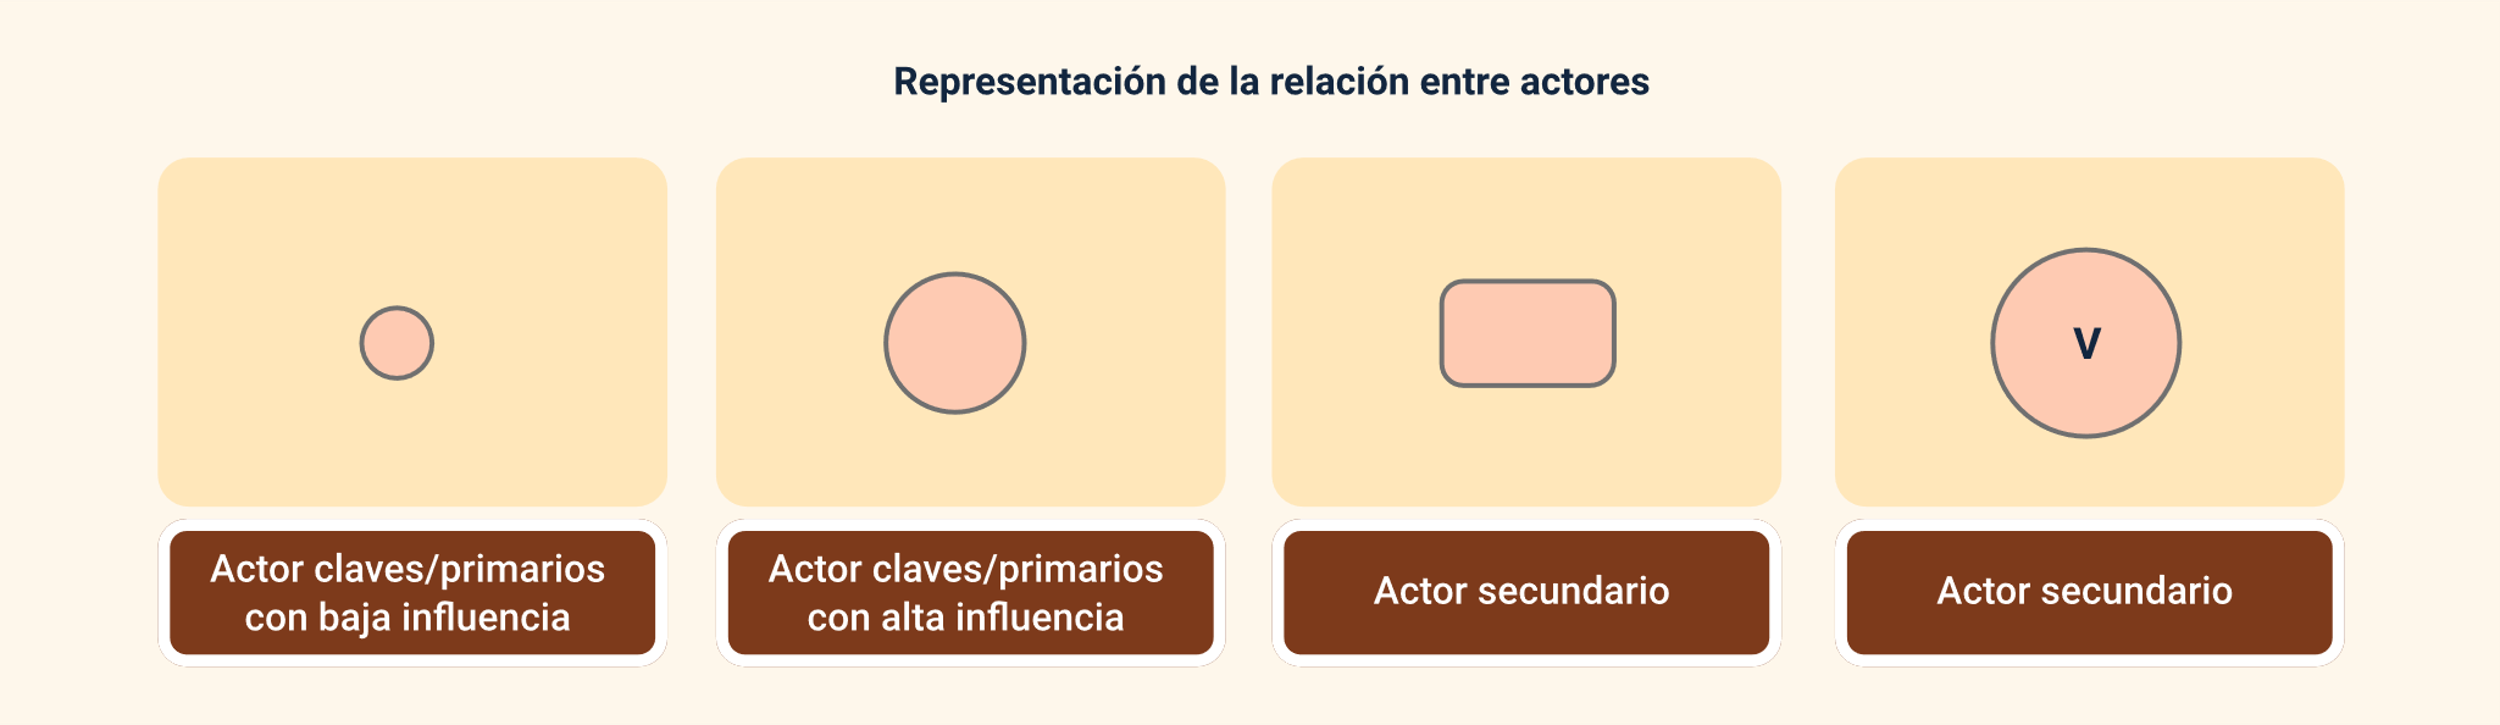 Representación de la relación entre actores
V
Actor claves/primarios
con baja influencia
Actor claves/primarios
con alta influencia
Actor secundario
Actor secundario